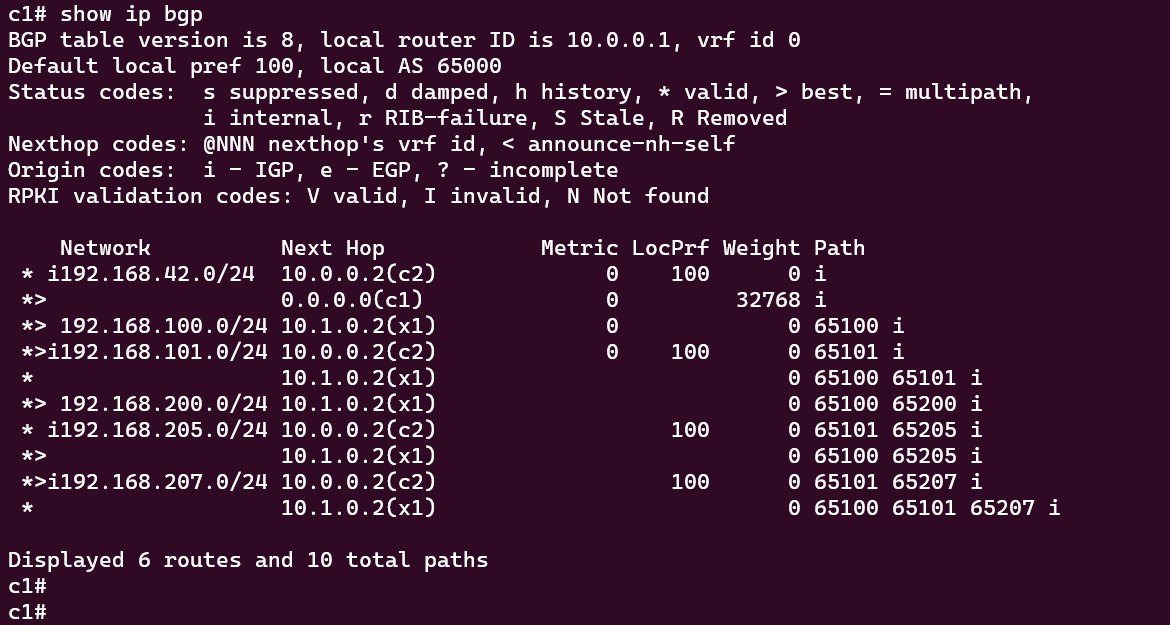 c1# show ip bgp
BGP table version is 8, local router ID is 10.0.0.1, vrf id 0
Default local pref 100, local AS 65000
Status codes:  s suppressed, d damped, h history, * valid, > best, = multipath,
               i internal, r RIB-failure, S Stale, R Removed
Nexthop codes: @NNN nexthop's vrf id, < announce-nh-self
Origin codes:  i - IGP, e - EGP, ? - incomplete
RPKI validation codes: V valid, I invalid, N Not found

    Network          Next Hop            Metric LocPrf Weight Path
 * i192.168.42.0/24  10.0.0.2(c2)             0    100      0 i
 *>                  0.0.0.0(c1)              0         32768 i
 *> 192.168.100.0/24 10.1.0.2(x1)             0             0 65100 i
 *>i192.168.101.0/24 10.0.0.2(c2)             0    100      0 65101 i
 *                   10.1.0.2(x1)                           0 65100 65101 i
 *> 192.168.200.0/24 10.1.0.2(x1)                           0 65100 65200 i
 * i192.168.205.0/24 10.0.0.2(c2)                  100      0 65101 65205 i
 *>                  10.1.0.2(x1)                           0 65100 65205 i
 *>i192.168.207.0/24 10.0.0.2(c2)                  100      0 65101 65207 i
 *                   10.1.0.2(x1)                           0 65100 65101 65207 i

Displayed 6 routes and 10 total paths
c1#
c1#